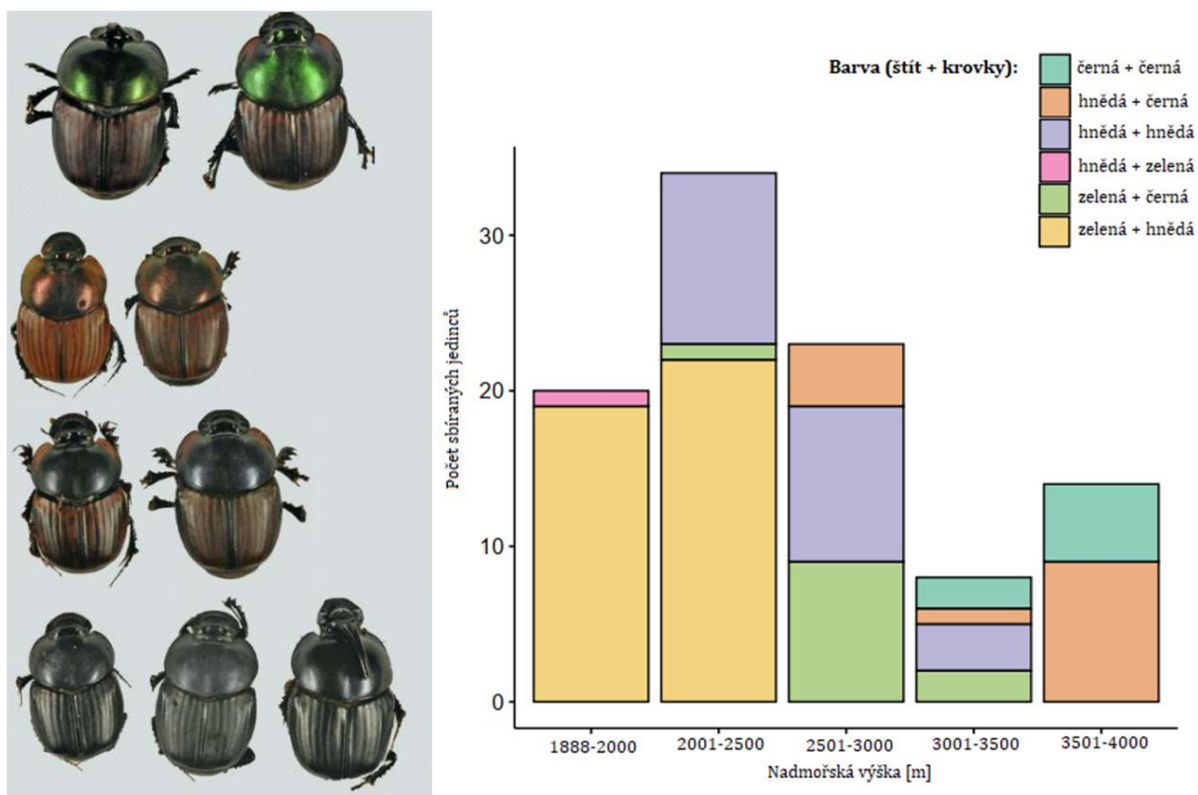 Barva (štít + krovky):
černá + černá
hnědá + černá
hnědá + hnědá
hnědá + zelená
zelená + černá
zelená + hnědá
Počet sbíraných jedinců
30
20
10
0
1888-2000
2001-2500
2501-3000
3001-3500
3501-4000
Nadmořská výška [m]